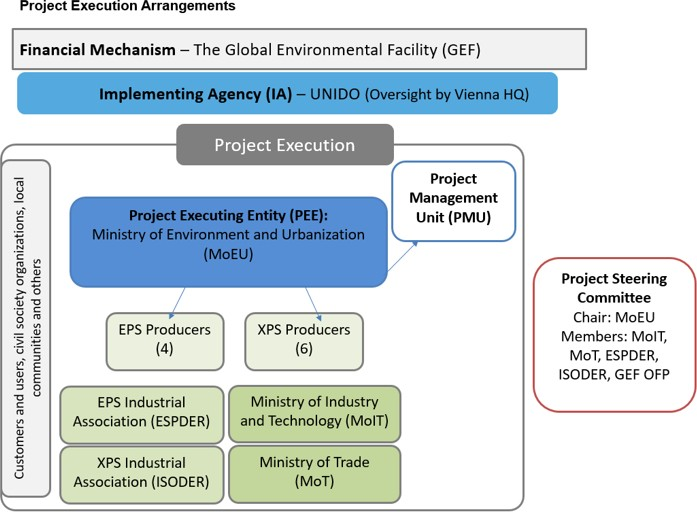 Project Execution Arrangements
Financial Mechanism – The Global Environmental Facility (GEF)
Implementing Agency (IA) – UNIDO (Oversight by Vienna HQ)
Project Execution
Customers and users, civil society organizations, local
communities and others
Project Executing Entity (PEE):
Ministry of Environment and Urbanization
(MoEU)
Project
Management
Unit (PMU)
EPS Producers
(4)
XPS Producers
(6)
EPS Industrial
Association (ESPDER)
Ministry of Industry
and Technology (MoIT)
XPS Industrial
Association (ISODER)
Ministry of Trade
(MoT)
Project Steering
Committee
Chair: MoEU
Members: MoIT,
MoT, ESPDER,
ISODER, GEF OFP